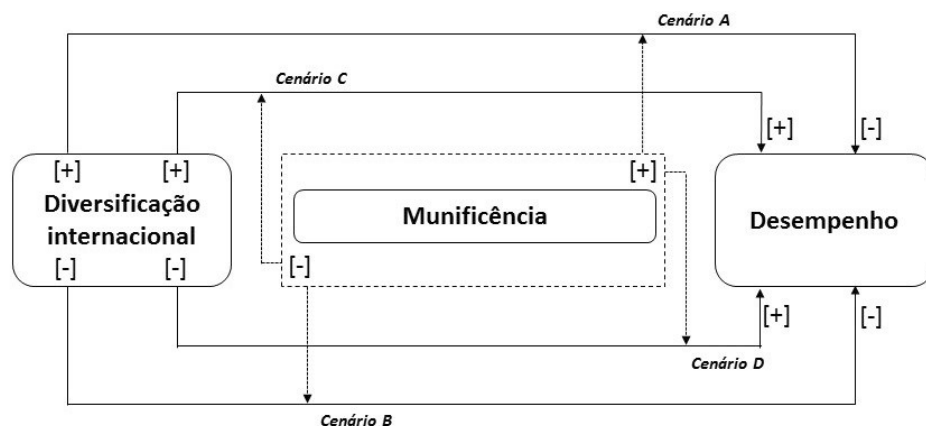 Cenário A
Cenário C
[+] [-]
[+] [+] [+]
Diversificação
internacional
Munificência
Desempenho
[-] [-] [-]
[+] [-]
Cenário D
Cenário B